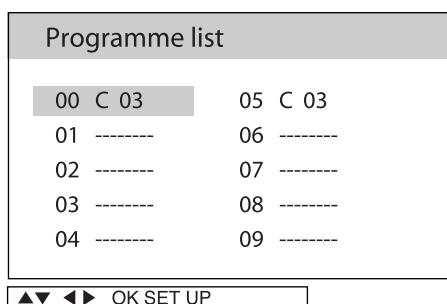 Programme list
00 C 03 05 C 03
01 -------- 06 --------
02 -------- 07 --------
03 -------- 08 --------
04 -------- 09 --------
▲▼ ◀▶ OK SET UP